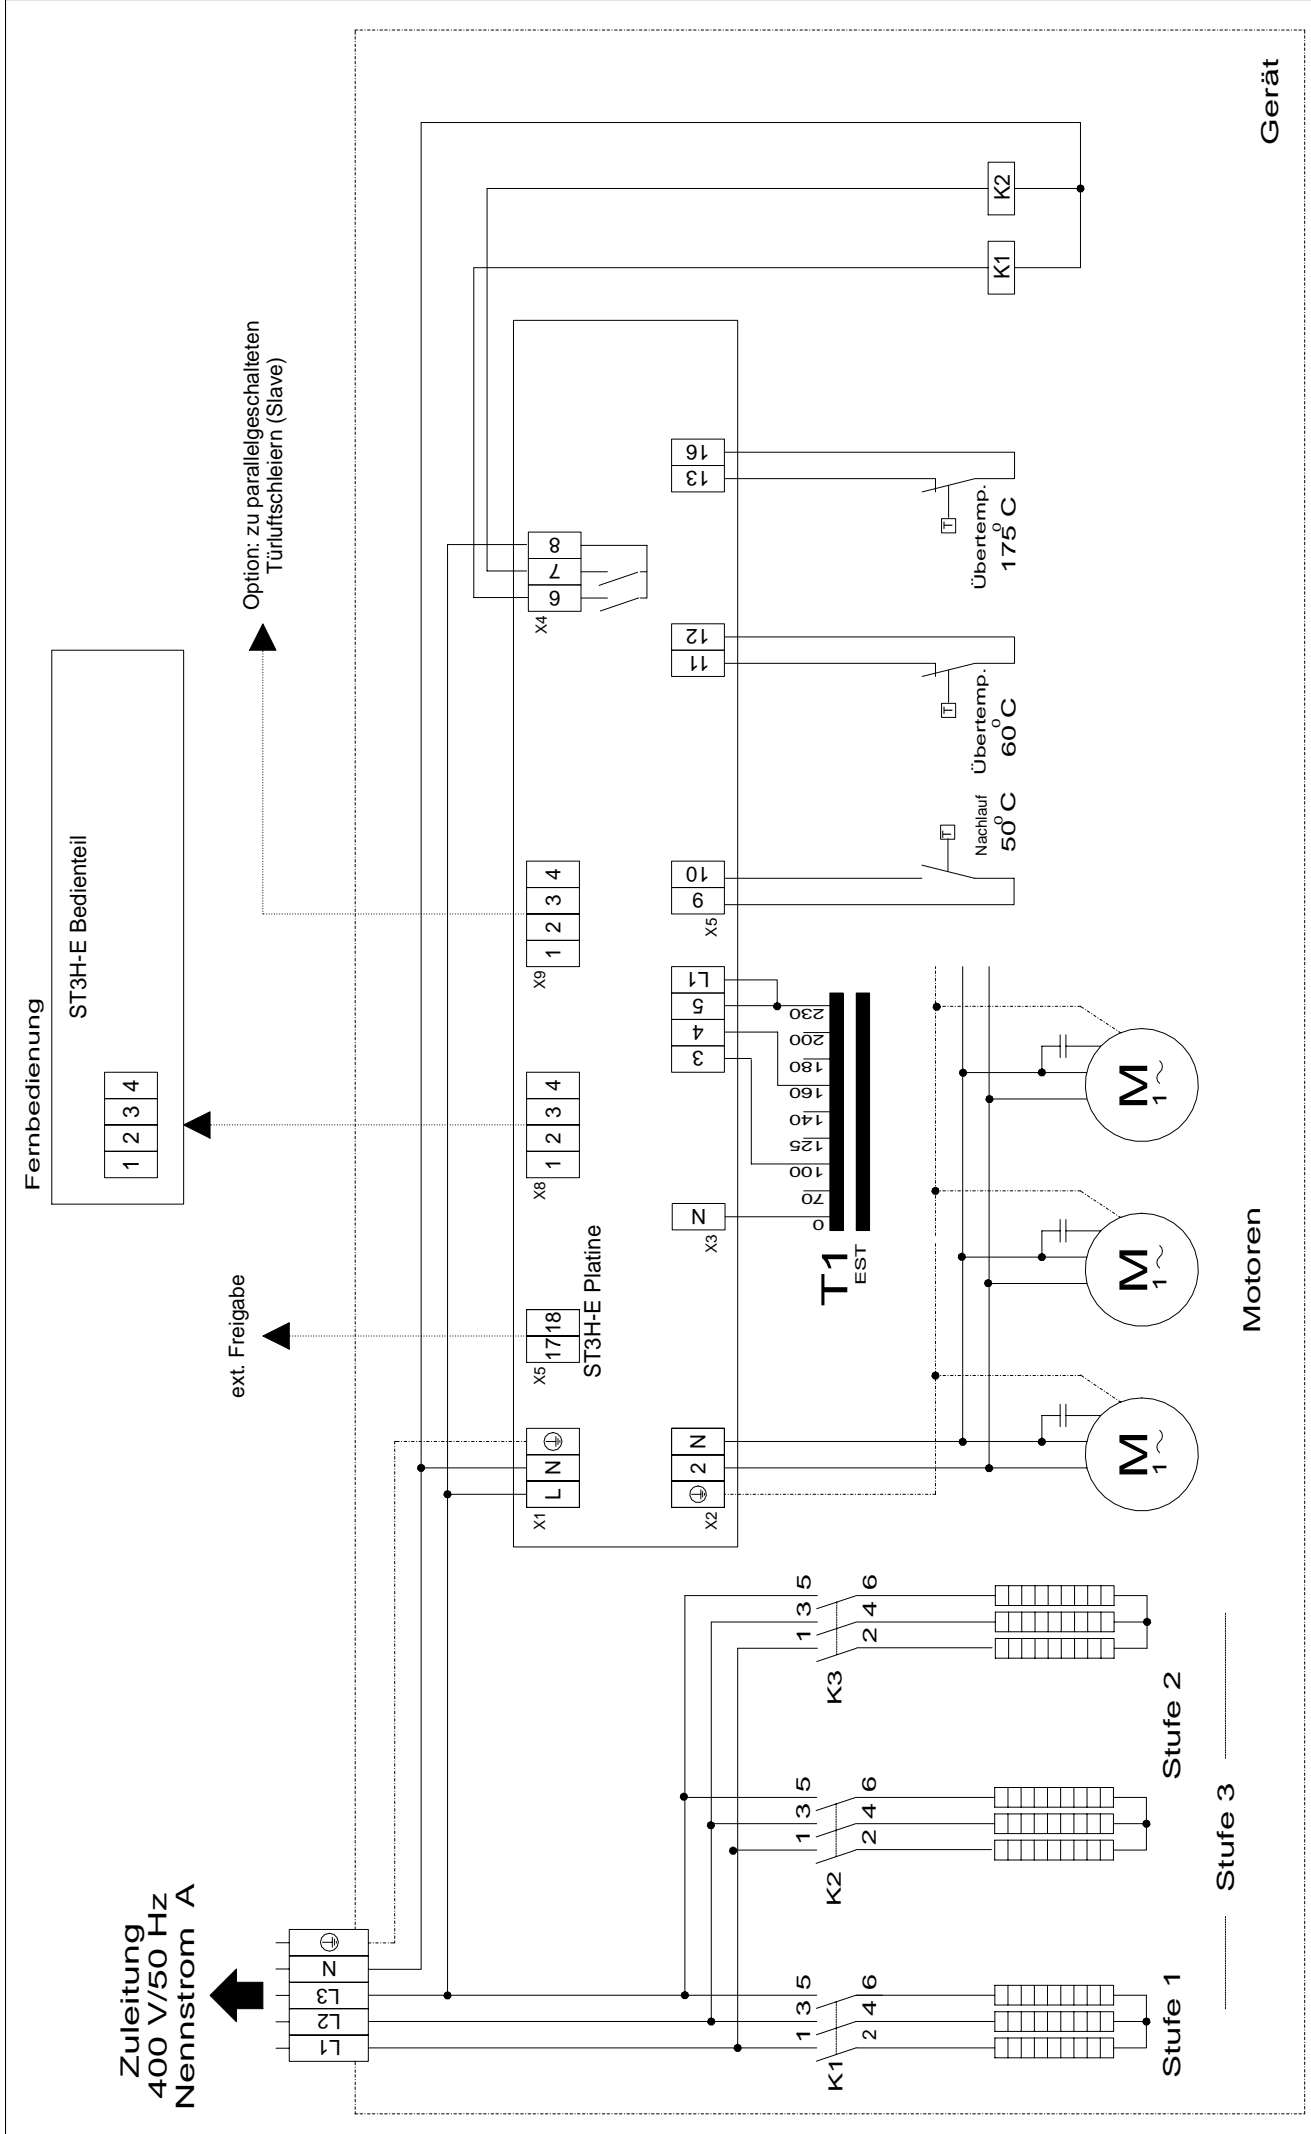 Fernbedienung
ST3H-E Bedienteil
1 2 3 4
Zuleitung
400 V/50 Hz
Nennstrom A
ext. Freigabe
Option: zu parallelgeschalteten
Türluftschleiern (Slave)
L1 L2 L3 N
Gerät
X1
L N
X5
17 18
X8
1 2 3 4
X9
1 2 3 4
X4
6 7 8
ST3H-E Platine
X2
2 N
X3
N
3 4 5 L1
X5
9 10
11 12
13 16
T1
EST
0 70 100 125 140 160 180 200 230
Nachlauf
50°C
Übertemp.
60°C
Übertemp.
175°C
T
T
T
K1
K2
K1
1 3 5
2 4 6
K2
1 3 5
2 4 6
K3
1 3 5
2 4 6
M
1~
M
1~
M
1~
Motoren
Stufe 1
Stufe 2
Stufe 3